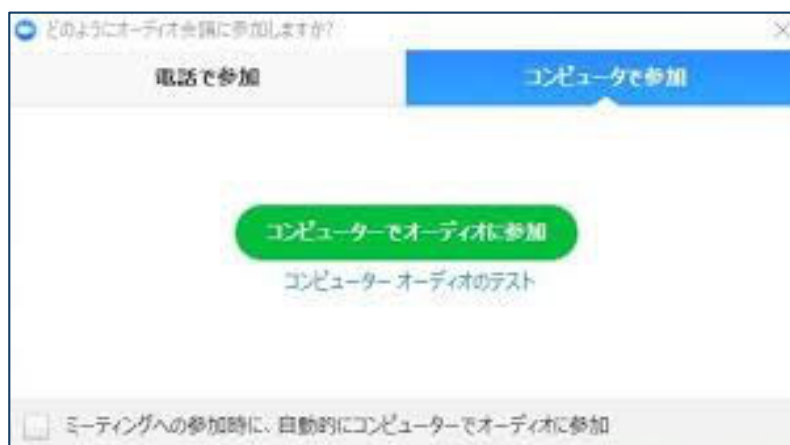 どのようにオーディオ会議に参加しますか?
電話で参加
コンピュータで参加
コンピューターでオーディオに参加
コンピューター オーディオのテスト
ミーティングへの参加時に、自動的にコンピューターでオーディオに参加